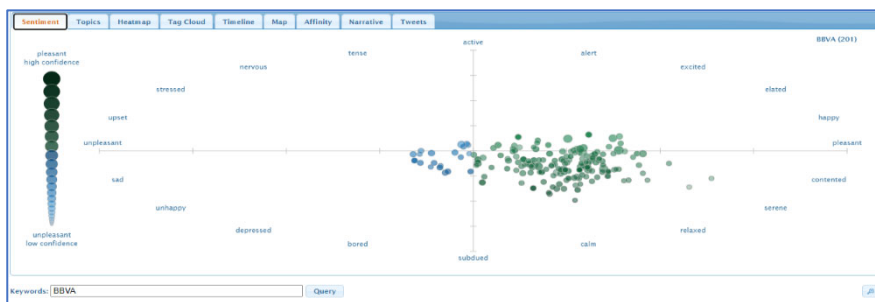 Sentiment Topics Heatmap Tag Cloud Timeline Map Affinity Narrative Tweets
BBVA (201)
active
pleasant
high confidence
tense
alert
nervous
excited
stressed
elated
upset
happy
unpleasant
pleasant
sad
contented
unhappy
serene
depressed
relaxed
unpleasant
low confidence
bored
calm
subdued
Keywords: BBVA Query